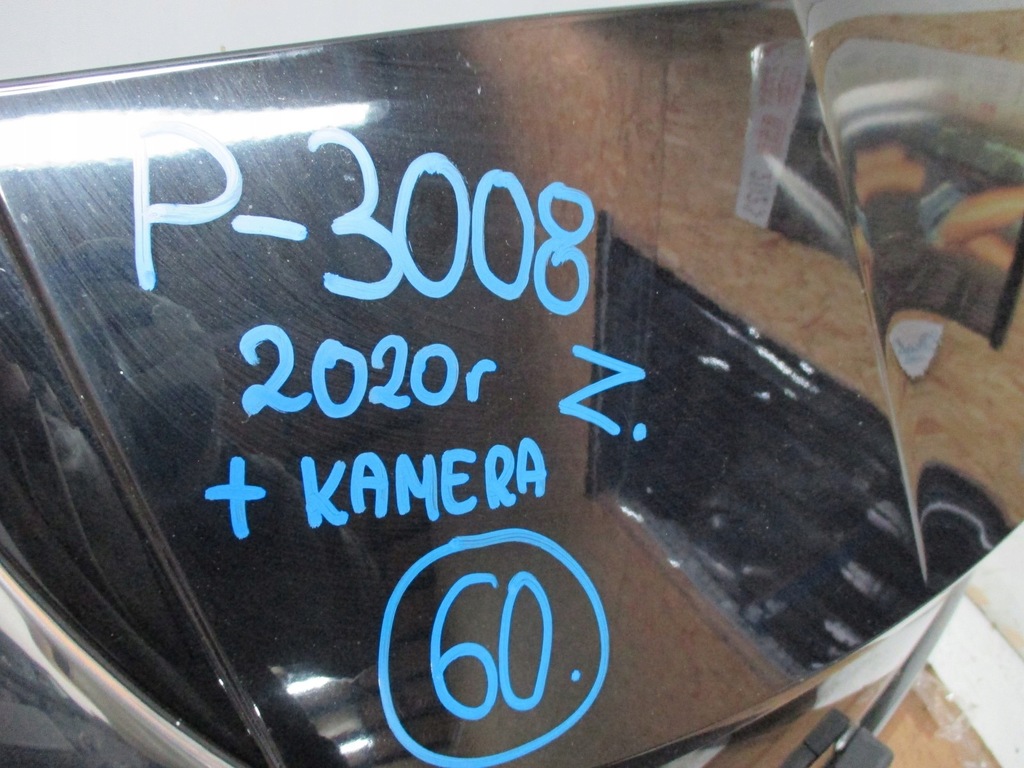 P-3008
2020r
+ KAMERA
60.